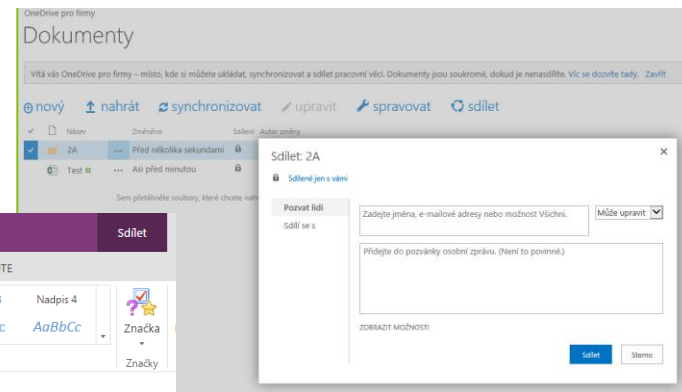 OneDrive pro firmy
Dokumenty
Vítá vás OneDrive pro firmy – místo, kde si můžete ukládat, synchronizovat a sdílet pracovní věci. Dokumenty jsou soukromé, dokud je nenasdílíte. Víc se dozvíte tady. Zavřít
nový nahrát synchronizovat upravit spravovat sdílet
Název Změněno Sdílení Autor změny
2A ... Před několika sekundami
Test ... Asi před minutou
Sem přetáhněte soubory, které chcete
Sdílet: 2A
Sdílené jen s vámi
Pozvat lidi
Sdílí se s
Zadejte jména, e-mailové adresy nebo možnost Všichni.
Může upravit
Přidejte do pozvánky osobní zprávu. (Není to povinné.)
ZOBRAZIT MOŽNOSTI
Sdílet Storno
Sdílet
Nadpis 4
AaBbCc
Značka
Značky